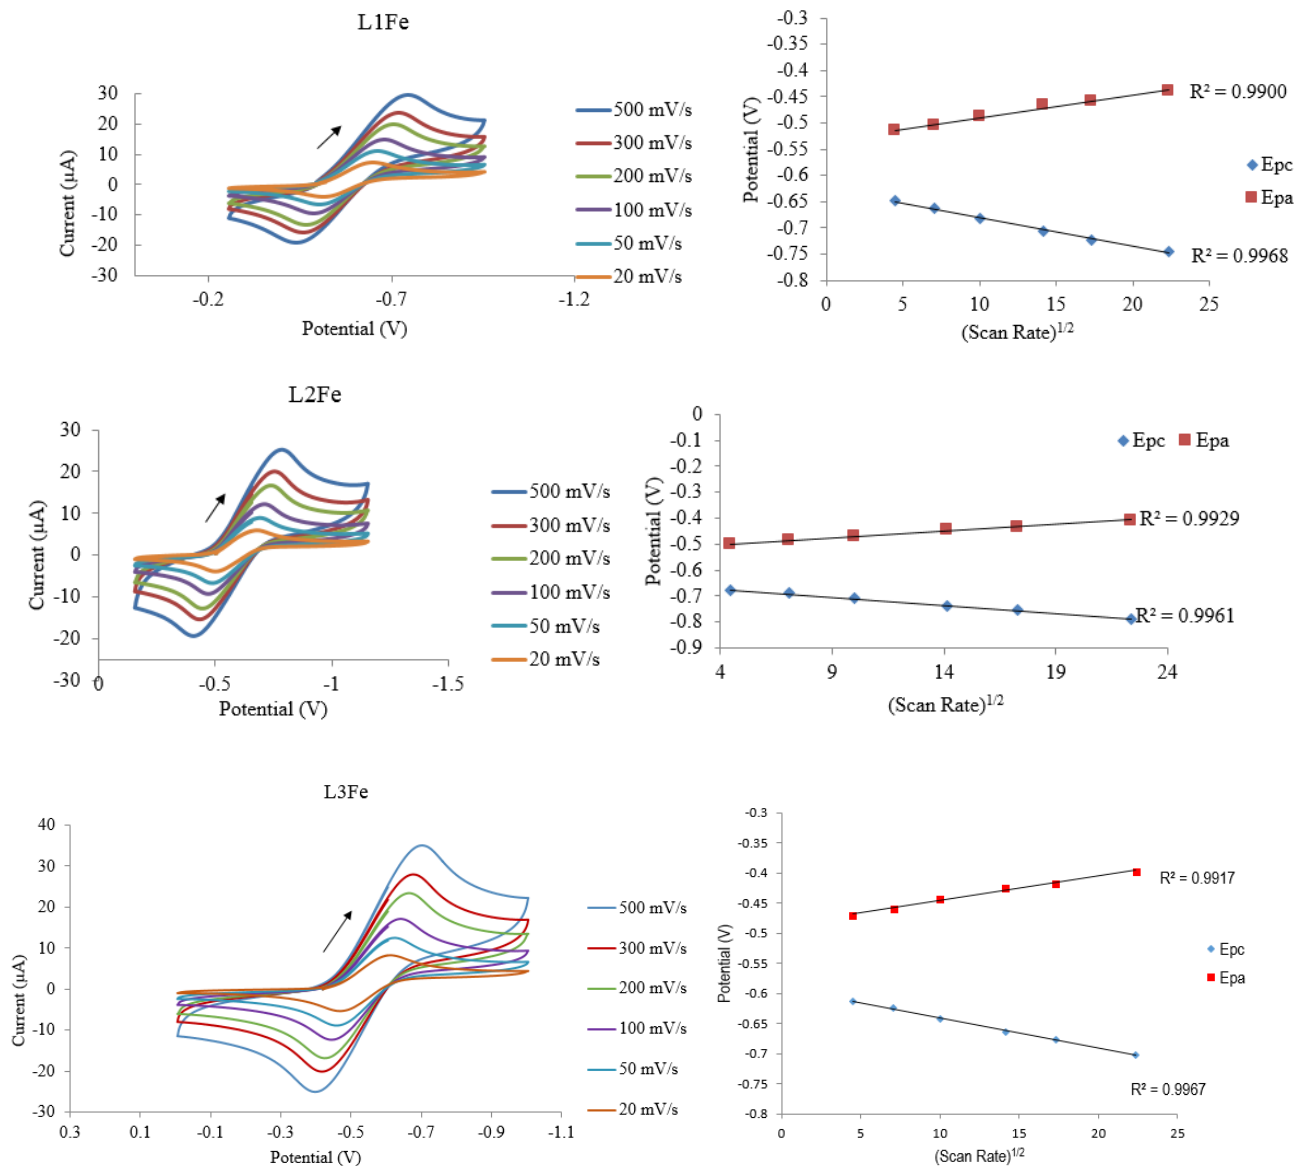 L1Fe
30
20
10
0
-10
-20
-30
Current (µA)
-0.2
-0.7
-1.2
Potential (V)
500 mV/s
300 mV/s
200 mV/s
100 mV/s
50 mV/s
20 mV/s
-0.3
-0.35
-0.4
-0.45
-0.5
-0.55
-0.6
-0.65
-0.7
-0.75
-0.8
Potential (V)
0
5
10
15
20
25
(Scan Rate)1/2
R² = 0.9900
Epc
Epa
R² = 0.9968
L2Fe
30
20
10
0
-10
-20
-30
Current (µA)
0
-0.5
-1
-1.5
Potential (V)
500 mV/s
300 mV/s
200 mV/s
100 mV/s
50 mV/s
20 mV/s
0
-0.1
-0.2
-0.3
-0.4
-0.5
-0.6
-0.7
-0.8
-0.9
Potential (V)
4
9
14
19
24
(Scan Rate)1/2
Epc
Epa
R² = 0.9929
R² = 0.9961
L3Fe
40
30
20
10
0
-10
-20
-30
Current (µA)
0.3
0.1
-0.1
-0.3
-0.5
-0.7
-0.9
-1.1
Potential (V)
500 mV/s
300 mV/s
200 mV/s
100 mV/s
50 mV/s
20 mV/s
-0.3
-0.35
-0.4
-0.45
-0.5
-0.55
-0.6
-0.65
-0.7
-0.75
-0.8
Potential (V)
0
5
10
15
20
25
(Scan Rate)1/2
R² = 0.9917
Epc
Epa
R² = 0.9967